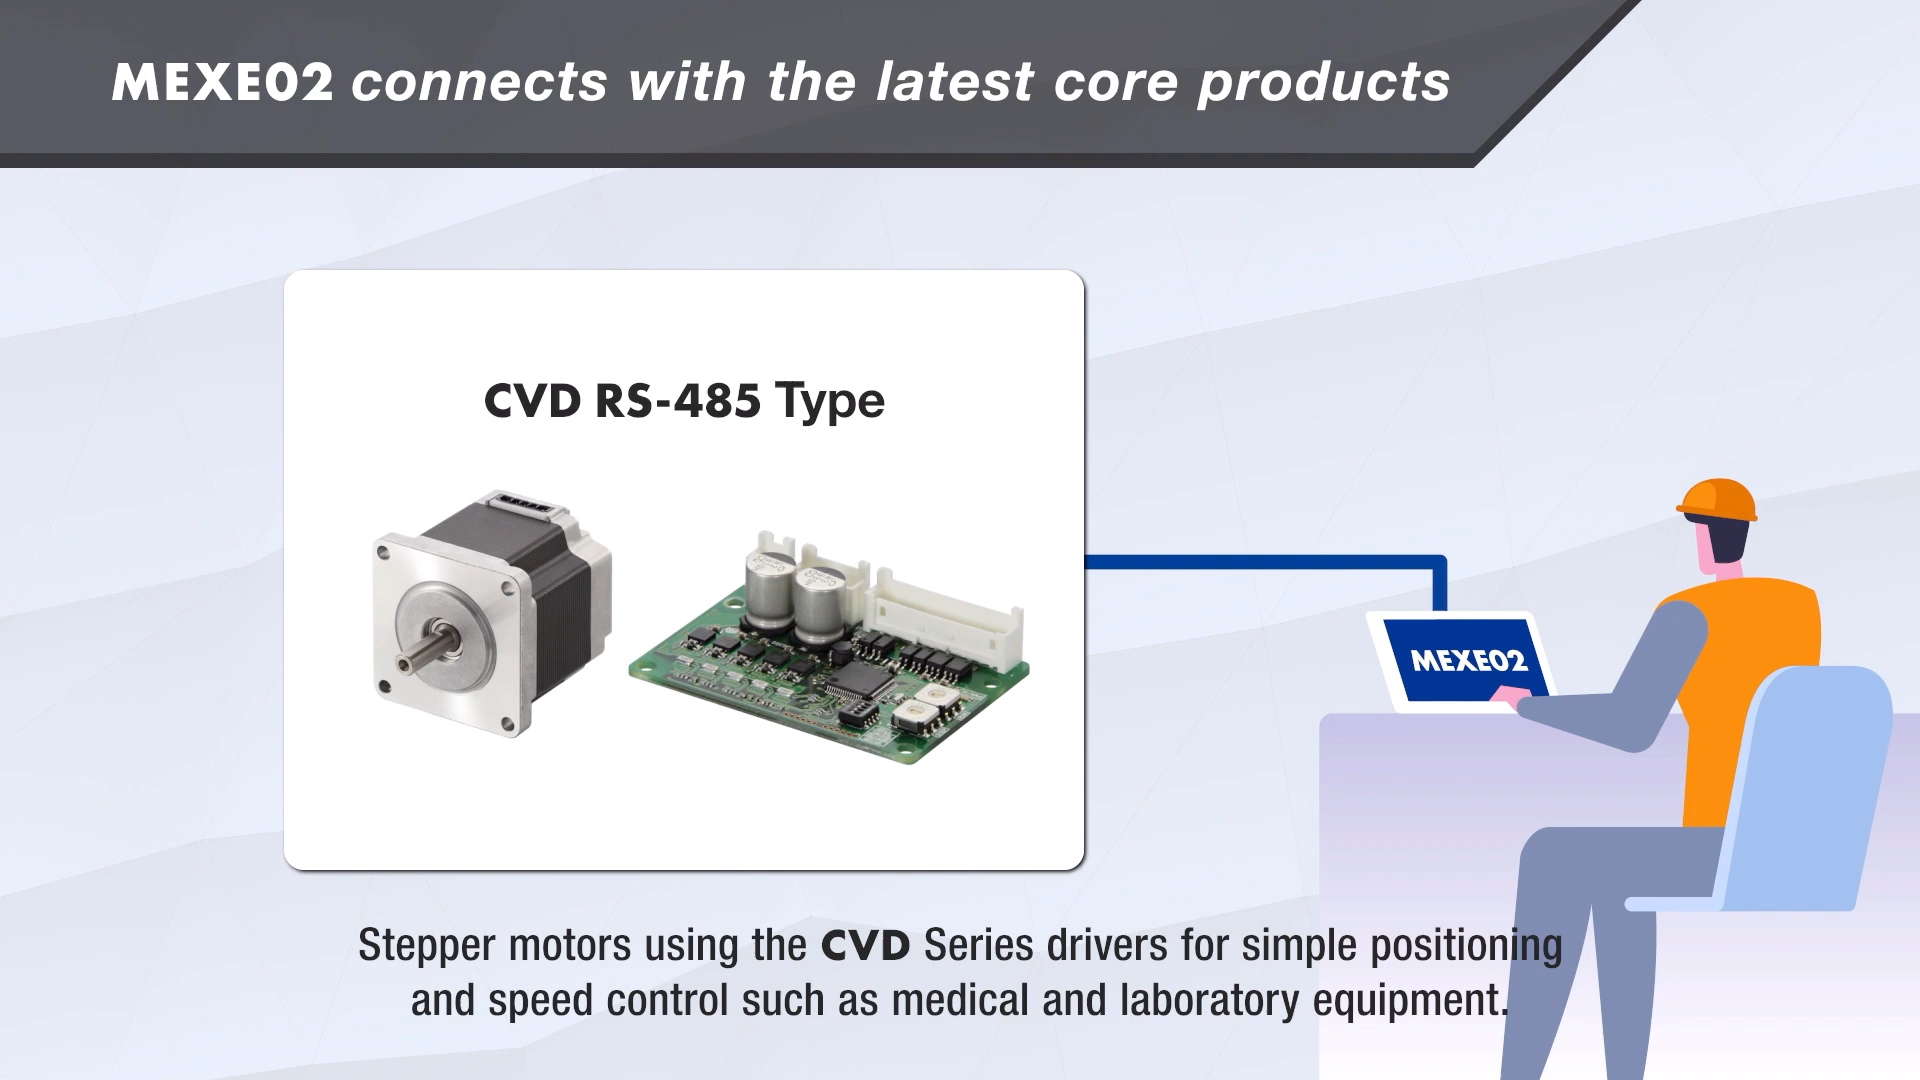 MEXE02 connects with the latest core products
CVD RS-485 Type
MEXE02
Stepper motors using the CVD Series drivers for simple positioning
and speed control such as medical and laboratory equipment.